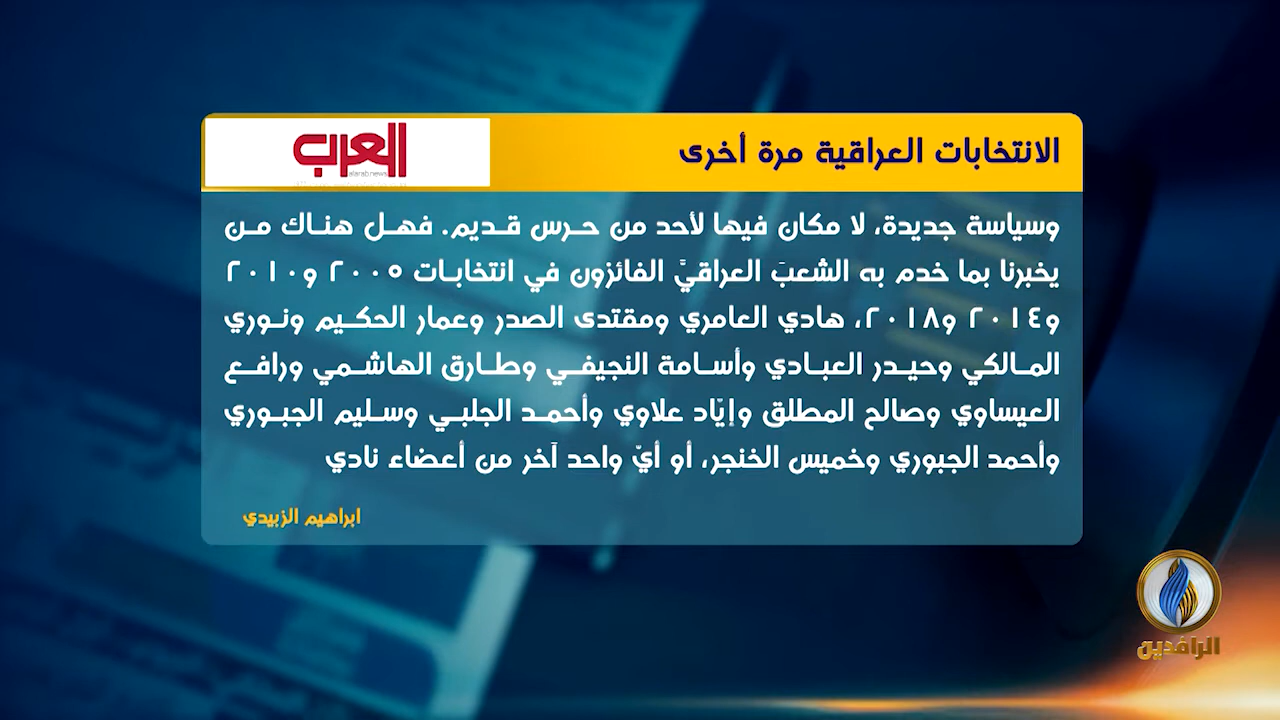 الانتخابات العراقية مرة أخرى
العرب
alarab news
وسياسة جديدة، لا مكان فيها لأحد من حرس قديم. فهل هناك من
يخبرنا بما خدم به الشعبَ العراقيَّ الفائزون في انتخابات ٢٠٠٥ و٢٠١٠
و٢٠١٤ و٢٠١٨، هادي العامري ومقتدى الصدر وعمار الحكيم ونوري
المالكي وحيدر العبادي وأسامة النجيفي وطارق الهاشمي ورافع
العيساوي وصالح المطلق وإيّاد علاوي وأحمد الجلبي وسليم الجبوري
وأحمد الجبوري وخميس الخنجر، أو أيّ واحد آخر من أعضاء نادي
ابراهيم الزبيدي
الرافدين